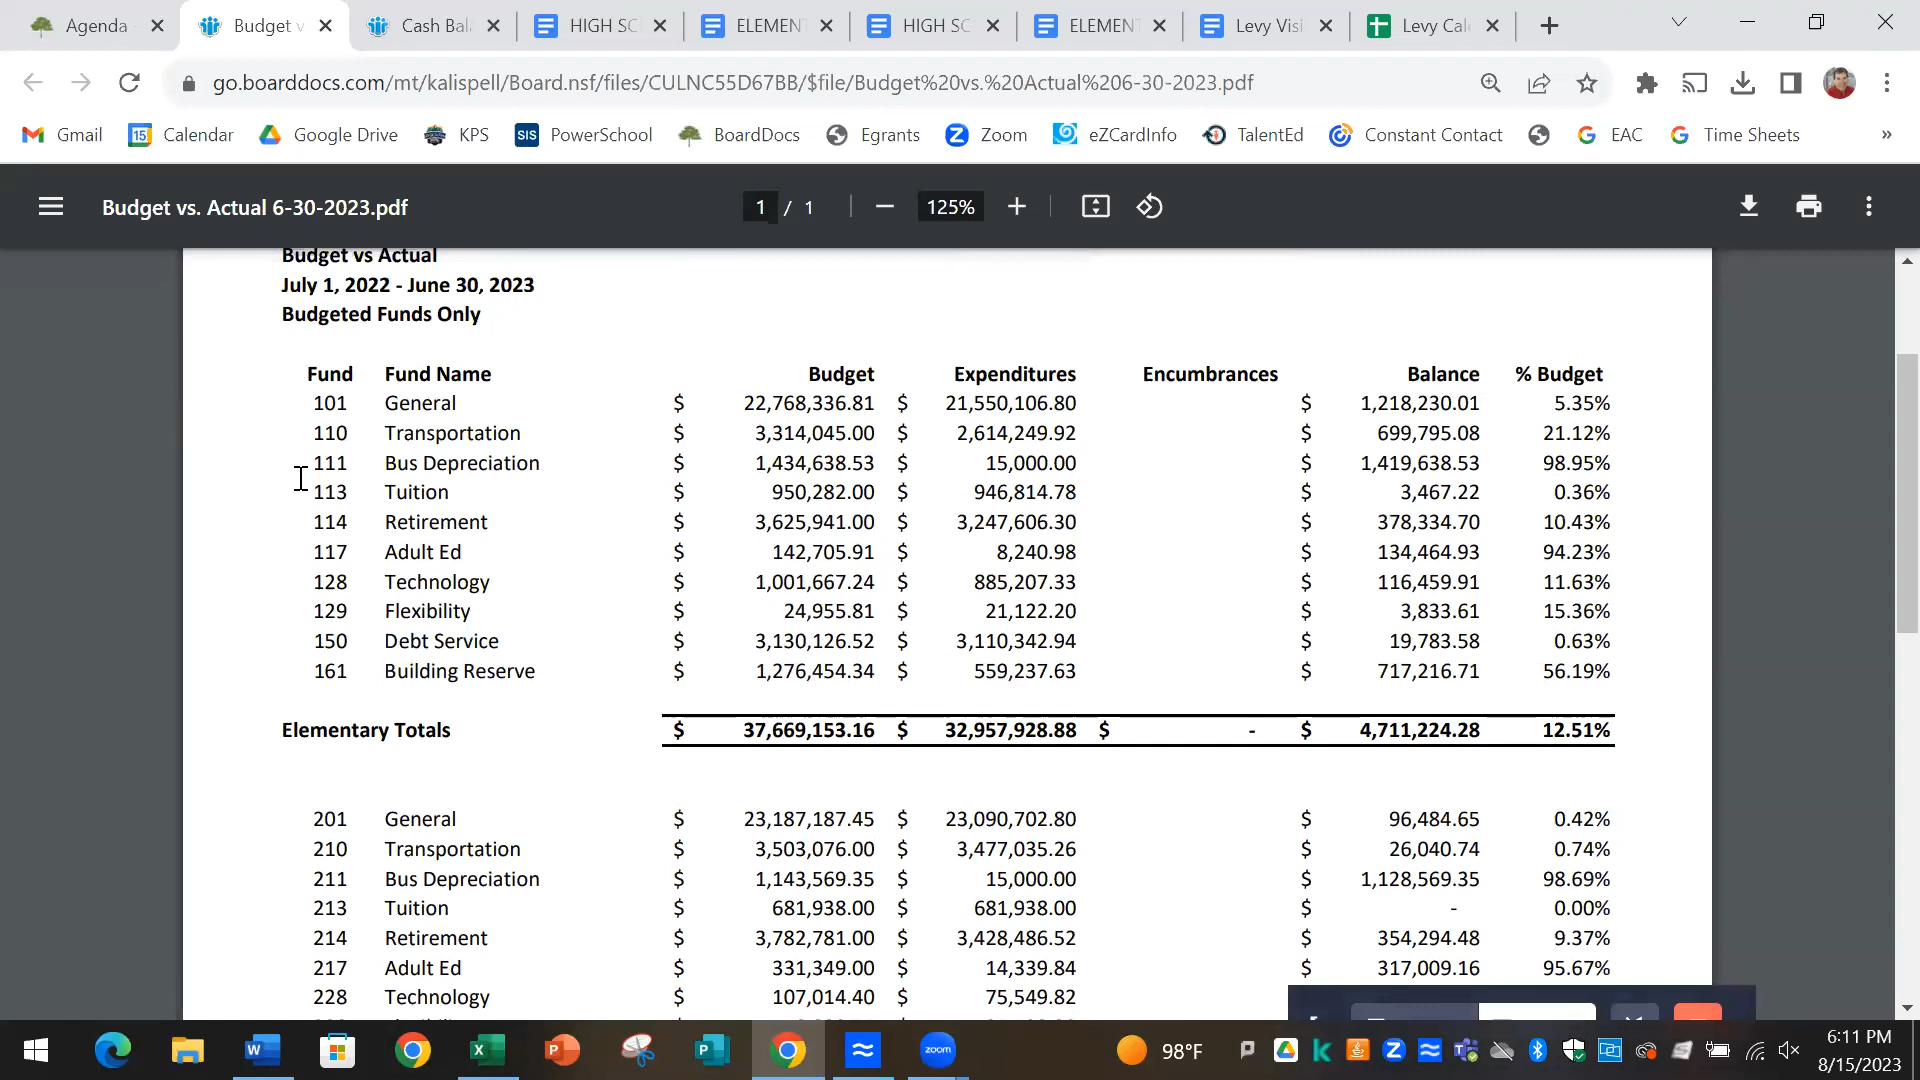 Agenda
Budget v
Cash Bal
HIGH SC
ELEMEN
HIGH SC
ELEMENT
Levy Visi
Levy Cal
go.boarddocs.com/mt/kalispell/Board.nsf/files/CULNC55D67BB/$file/Budget%20vs.%20Actual%206-30-2023.pdf
Gmail 15 Calendar Google Drive KPS SIS PowerSchool BoardDocs Egrants Zoom eZCardInfo TalentEd Constant Contact EAC Time Sheets »
Budget vs. Actual 6-30-2023.pdf 1 / 1 125%
Budget vs Actual
July 1, 2022 - June 30, 2023
Budgeted Funds Only
Fund Fund Name Budget Expenditures Encumbrances Balance % Budget
101 General $ 22,768,336.81 $ 21,550,106.80 $ 1,218,230.01 5.35%
110 Transportation $ 3,314,045.00 $ 2,614,249.92 $ 699,795.08 21.12%
111 Bus Depreciation $ 1,434,638.53 $ 15,000.00 $ 1,419,638.53 98.95%
113 Tuition $ 950,282.00 $ 946,814.78 $ 3,467.22 0.36%
114 Retirement $ 3,625,941.00 $ 3,247,606.30 $ 378,334.70 10.43%
117 Adult Ed $ 142,705.91 $ 8,240.98 $ 134,464.93 94.23%
128 Technology $ 1,001,667.24 $ 885,207.33 $ 116,459.91 11.63%
129 Flexibility $ 24,955.81 $ 21,122.20 $ 3,833.61 15.36%
150 Debt Service $ 3,130,126.52 $ 3,110,342.94 $ 19,783.58 0.63%
161 Building Reserve $ 1,276,454.34 $ 559,237.63 $ 717,216.71 56.19%
Elementary Totals $ 37,669,153.16 $ 32,957,928.88 $ - $ 4,711,224.28 12.51%
201 General $ 23,187,187.45 $ 23,090,702.80 $ 96,484.65 0.42%
210 Transportation $ 3,503,076.00 $ 3,477,035.26 $ 26,040.74 0.74%
211 Bus Depreciation $ 1,143,569.35 $ 15,000.00 $ 1,128,569.35 98.69%
213 Tuition $ 681,938.00 $ 681,938.00 $ - 0.00%
214 Retirement $ 3,782,781.00 $ 3,428,486.52 $ 354,294.48 9.37%
217 Adult Ed $ 331,349.00 $ 14,339.84 $ 317,009.16 95.67%
228 Technology $ 107,014.40 $ 75,549.82
98°F
6:11 PM
8/15/2023